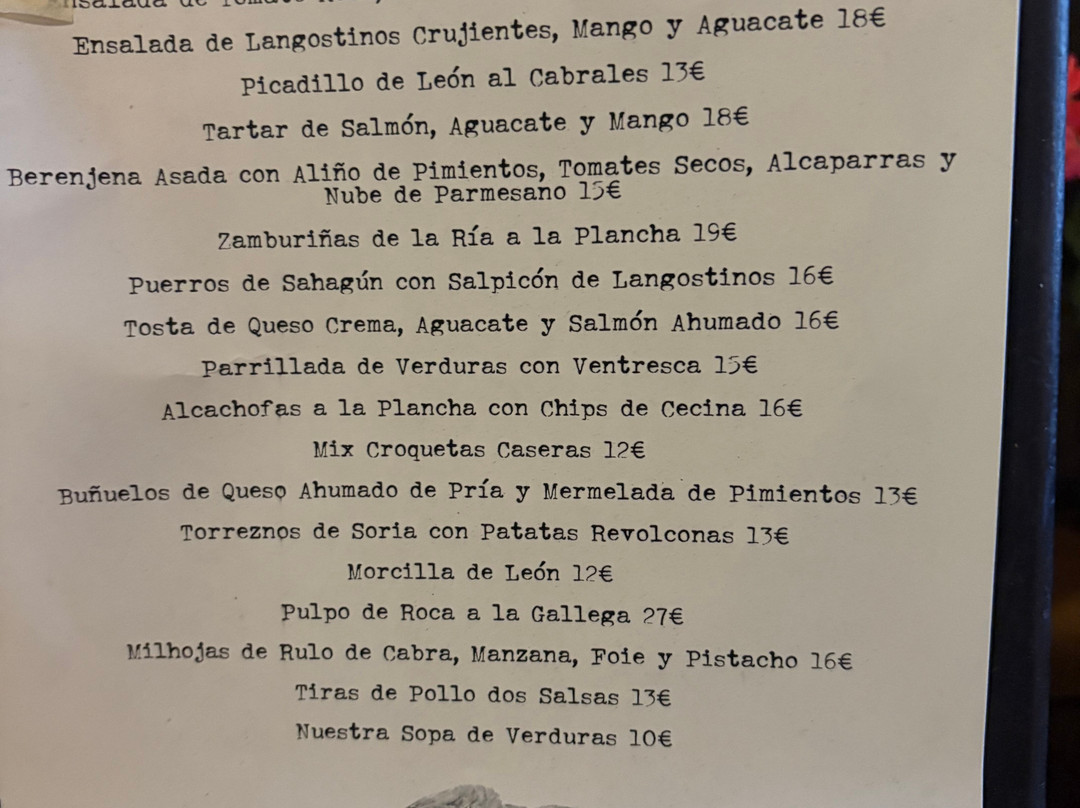 Ensalada de Tomate
Ensalada de Langostinos Crujientes, Mango y Aguacate 18€
Picadillo de León al Cabrales 13€
Tartar de Salmón, Aguacate y Mango 18€
Berenjena Asada con Aliño de Pimientos, Tomates Secos, Alcaparras y
Nube de Parmesano 15€
Zamburiñas de la Ría a la Plancha 19€
Puerros de Sahagún con Salpicón de Langostinos 16€
Tosta de Queso Crema, Aguacate y Salmón Ahumado 16€
Parrillada de Verduras con Ventresca 15€
Alcachofas a la Plancha con Chips de Cecina 16€
Mix Croquetas Caseras 12€
Buñuelos de Queso Ahumado de Pría y Mermelada de Pimientos 13€
Torreznos de Soria con Patatas Revolconas 13€
Morcilla de León 12€
Pulpo de Roca a la Gallega 27€
Milhojas de Rulo de Cabra, Manzana, Foie y Pistacho 16€
Tiras de Pollo dos Salsas 13€
Nuestra Sopa de Verduras 10€